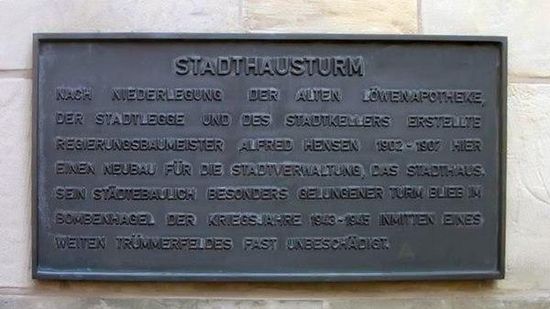 STADTHAUSTURM
NACH NIEDERLEGUNG DER ALTEN LÖWENAPOTHEKE,
DER STADTLEGGE UND DES STADTKELLERS ERSTELLTE
REGIERUNGSBAUMEISTER ALFRED HENSEN 1902-1907 HIER
EINEN NEUBAU FÜR DIE STADTVERWALTUNG, DAS STADTHAUS.
SEIN STÄDTEBAULICH BESONDERS GELUNGENER TURM BLIEB IM
BOMBENHAGEL DER KRIEGSJAHRE 1943-1945 INMITTEN EINES
WEITEN TRÜMMERFELDES FAST UNBESCHÄDIGT.